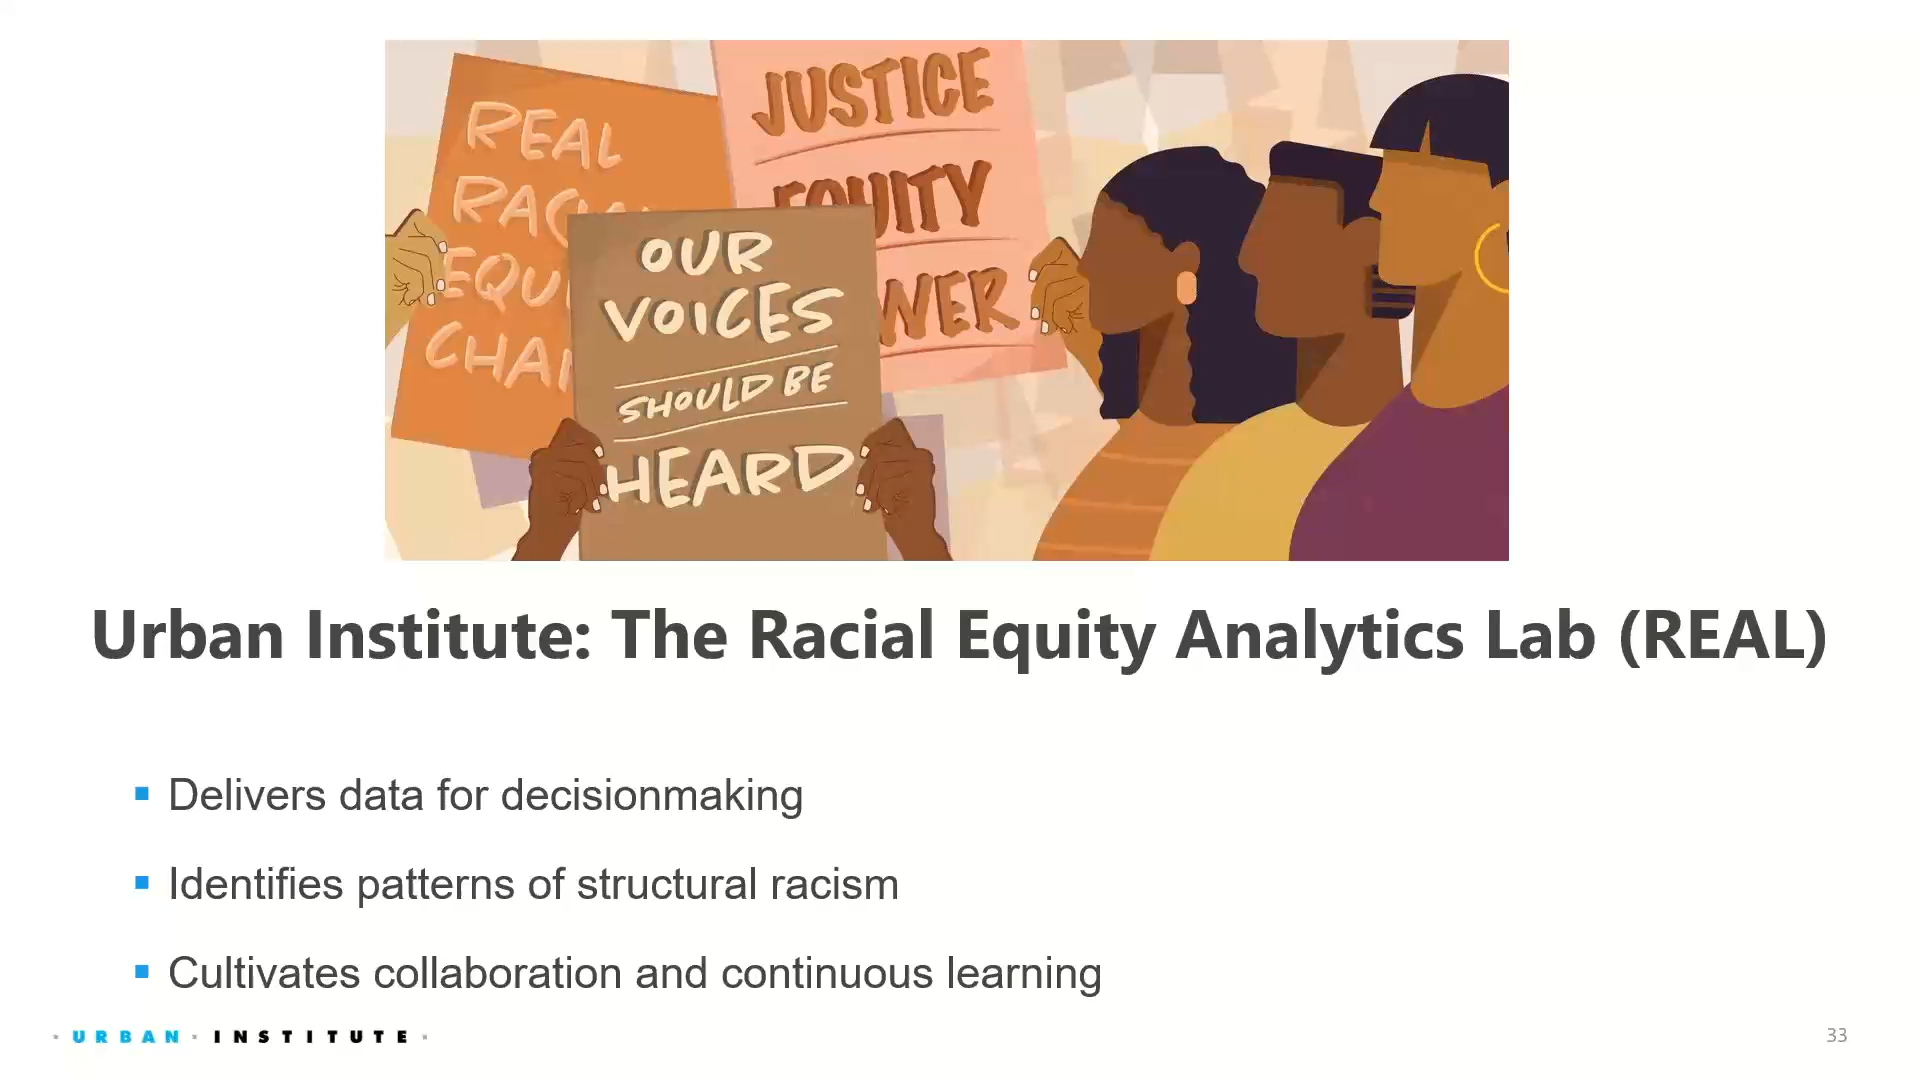 REAL
JUSTICE
EQUITY
OUR
VOICES
SHOULD BE
HEARD
Urban Institute: The Racial Equity Analytics Lab (REAL)
Delivers data for decisionmaking
Identifies patterns of structural racism
Cultivates collaboration and continuous learning
URBAN INSTITUTE
33